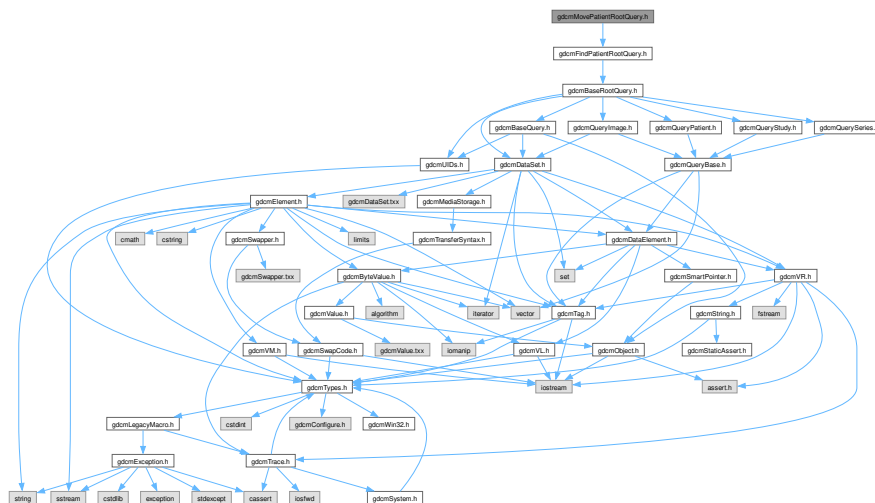 gdcmMovePatientRootQuery.h
gdcmFindPatientRootQuery.h
gdcmBaseRootQuery.h
gdcmBaseQuery.h
gdcmQueryImage.h
gdcmQueryPatient.h
gdcmQueryStudy.h
gdcmQuerySeries.
gdcmUIDs.h
gdcmDataSet.h
gdcmQueryBase.h
gdcmElement.h
gdcmDataSet.txx
gdcmMediaStorage.h
cmath
cstring
gdcmSwapper.h
limits
gdcmTransferSyntax.h
gdcmDataElement.h
gdcmSwapper.txx
gdcmByteValue.h
set
gdcmSmartPointer.h
gdcmVR.h
gdcmValue.h
algorithm
iterator
vector
gdcmTag.h
gdcmString.h
fstream
gdcmVM.h
gdcmSwapCode.h
gdcmValue.txx
iomanip
gdcmVL.h
gdcmObject.h
gdcmStaticAssert.h
gdcmTypes.h
iostream
assert.h
gdcmLegacyMacro.h
cstdint
gdcmConfigure.h
gdcmWin32.h
gdcmException.h
gdcmTrace.h
string
sstream
cstdlib
exception
stdexcept
cassert
iosfwd
gdcmSystem.h